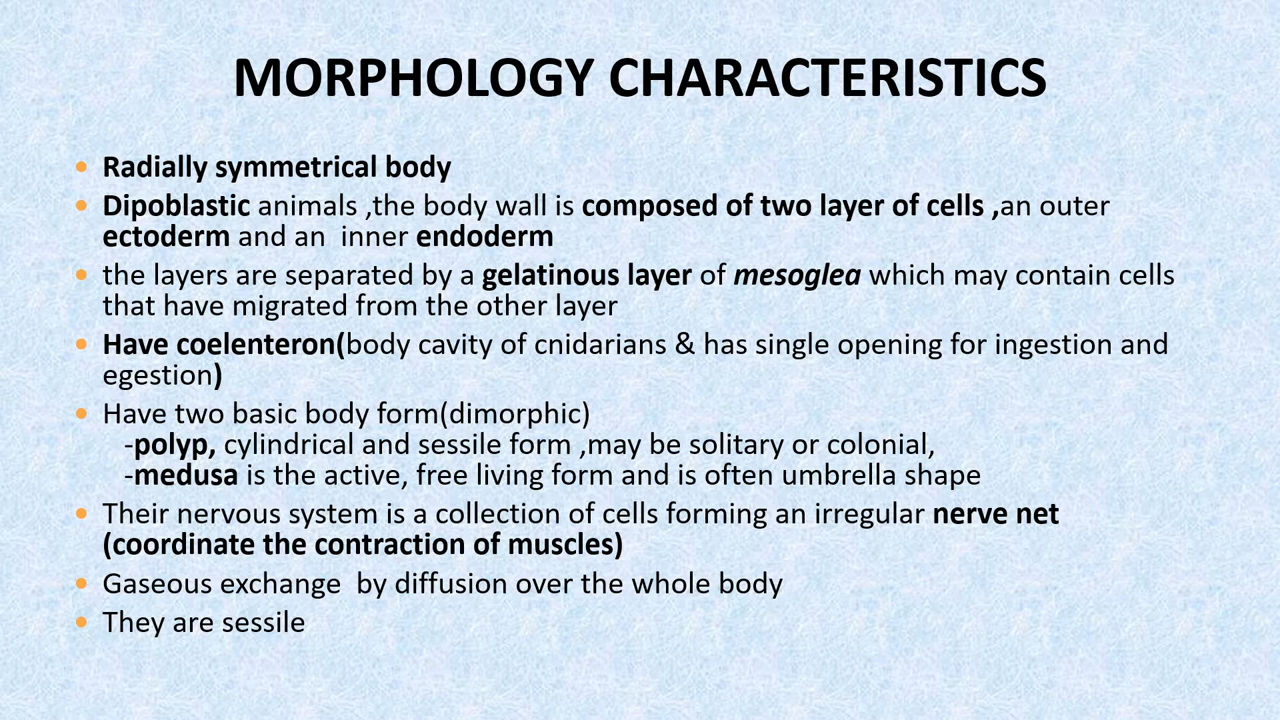 MORPHOLOGY CHARACTERISTICS
• Radially symmetrical body
• Dipoblastic animals ,the body wall is composed of two layer of cells ,an outer
ectoderm and an  inner endoderm
• the layers are separated by a gelatinous layer of mesoglea which may contain cells
that have migrated from the other layer
• Have coelenteron(body cavity of cnidarians & has single opening for ingestion and
egestion)
• Have two basic body form(dimorphic)
-polyp, cylindrical and sessile form ,may be solitary or colonial,
-medusa is the active, free living form and is often umbrella shape
• Their nervous system is a collection of cells forming an irregular nerve net
(coordinate the contraction of muscles)
• Gaseous exchange  by diffusion over the whole body
• They are sessile